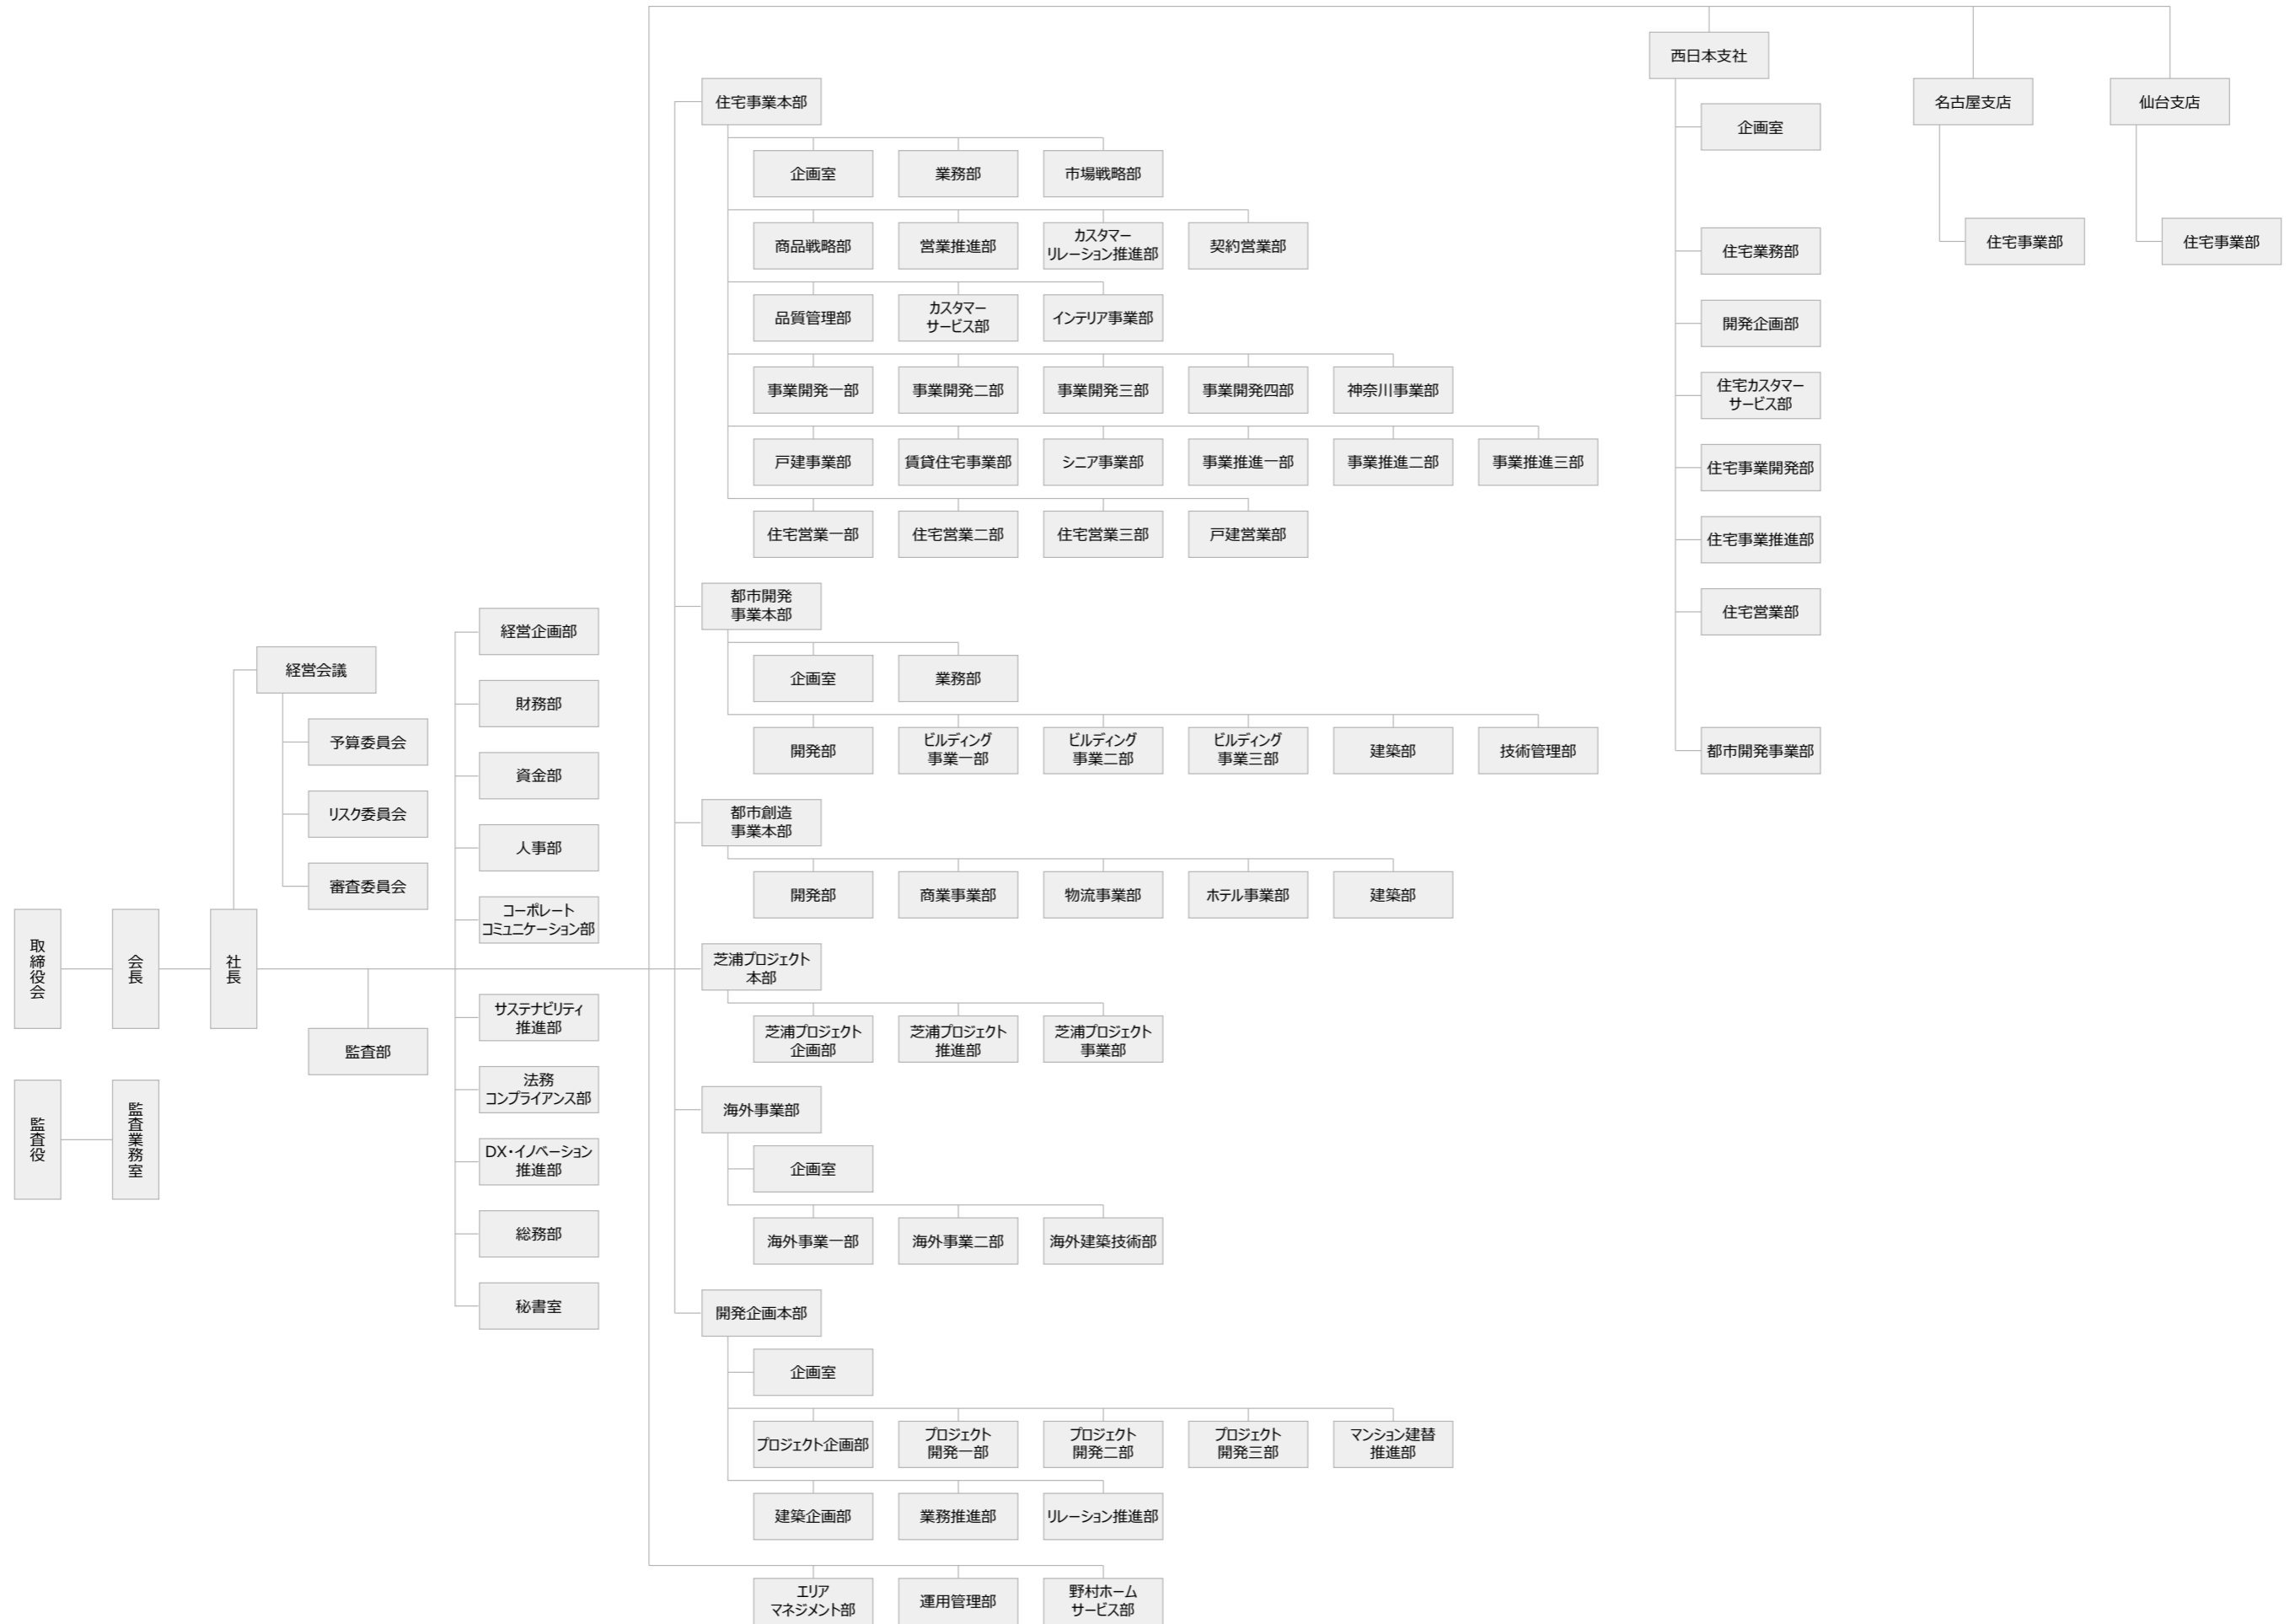 西日本支社
住宅事業本部
名古屋支店
仙台支店
企画室
企画室
業務部
市場戦略部
商品戦略部
営業推進部
カスタマー
リレーション推進部
契約営業部
住宅業務部
住宅事業部
住宅事業部
品質管理部
カスタマー
サービス部
インテリア事業部
開発企画部
事業開発一部
事業開発二部
事業開発三部
事業開発四部
神奈川事業部
住宅カスタマー
サービス部
戸建事業部
賃貸住宅事業部
シニア事業部
事業推進一部
事業推進二部
事業推進三部
住宅事業開発部
住宅営業一部
住宅営業二部
住宅営業三部
戸建営業部
住宅事業推進部
都市開発
事業本部
住宅営業部
経営企画部
経営会議
企画室
業務部
財務部
予算委員会
開発部
ビルディング
事業一部
ビルディング
事業二部
ビルディング
事業三部
建築部
技術管理部
都市開発事業部
資金部
リスク委員会
都市創造
事業本部
人事部
審査委員会
開発部
商業事業部
物流事業部
ホテル事業部
建築部
コーポレート
コミュニケーション部
取締役会
会長
社長
芝浦プロジェクト
本部
サステナビリティ
推進部
監査部
芝浦プロジェクト
企画部
芝浦プロジェクト
推進部
芝浦プロジェクト
事業部
法務
コンプライアンス部
海外事業部
監査役
監査業務室
DX・イノベーション
推進部
企画室
総務部
海外事業一部
海外事業二部
海外建築技術部
秘書室
開発企画本部
企画室
プロジェクト企画部
プロジェクト
開発一部
プロジェクト
開発二部
プロジェクト
開発三部
マンション建替
推進部
建築企画部
業務推進部
リレーション推進部
エリア
マネジメント部
運用管理部
野村ホーム
サービス部